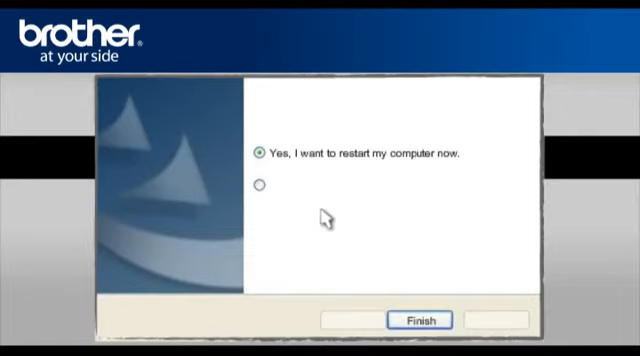 brother
at your side
Yes, I want to restart my computer now.
Finish